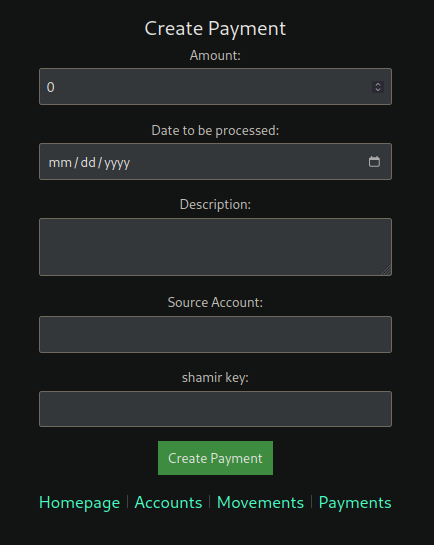 Create Payment
Amount:
0
Date to be processed:
mm/dd/yyyy
Description:
Source Account:
shamir key:
Create Payment
Homepage | Accounts | Movements | Payments